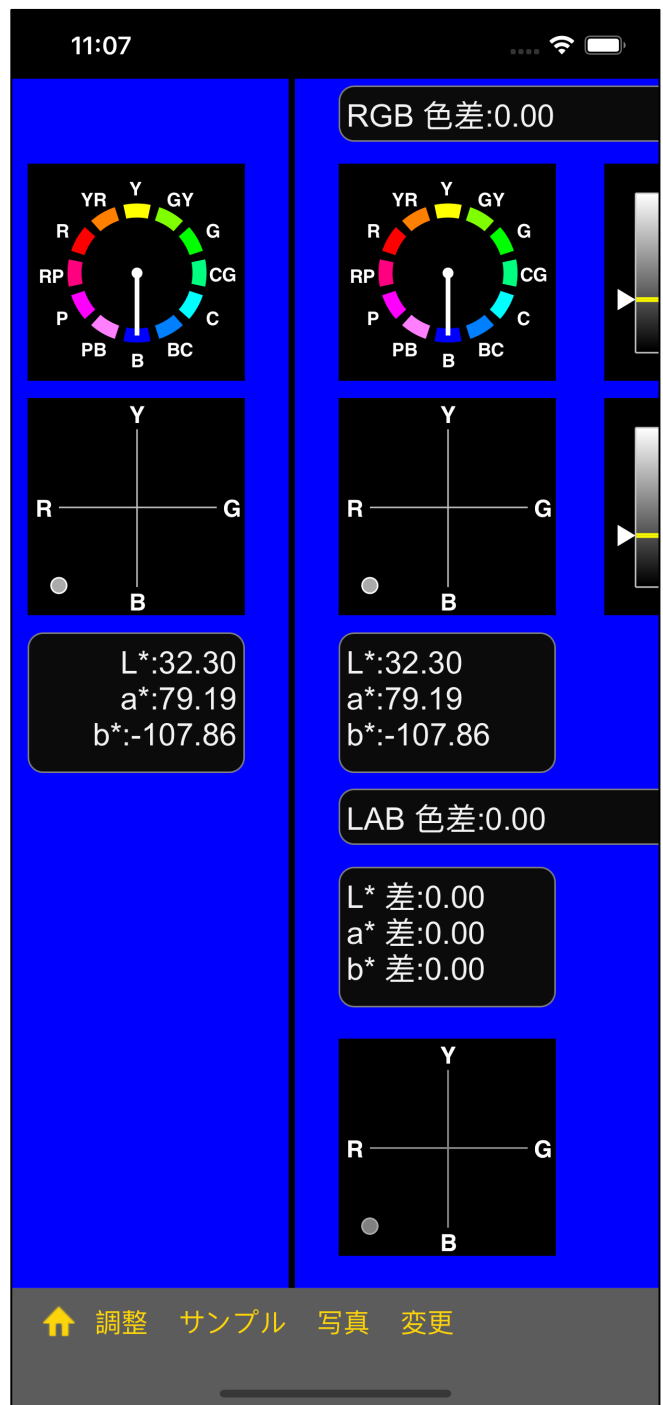 11:07
RGB 色差:0.00
Y
YR
GY
R
G
RP
CG
P
C
PB
BC
B
Y
YR
GY
R
G
RP
CG
P
C
PB
BC
B
Y
R
G
B
Y
R
G
B
L*:32.30
a*:79.19
b*:-107.86
L*:32.30
a*:79.19
b*:-107.86
LAB 色差:0.00
L* 差:0.00
a* 差:0.00
b* 差:0.00
Y
R
G
B
調整 サンプル 写真 変更